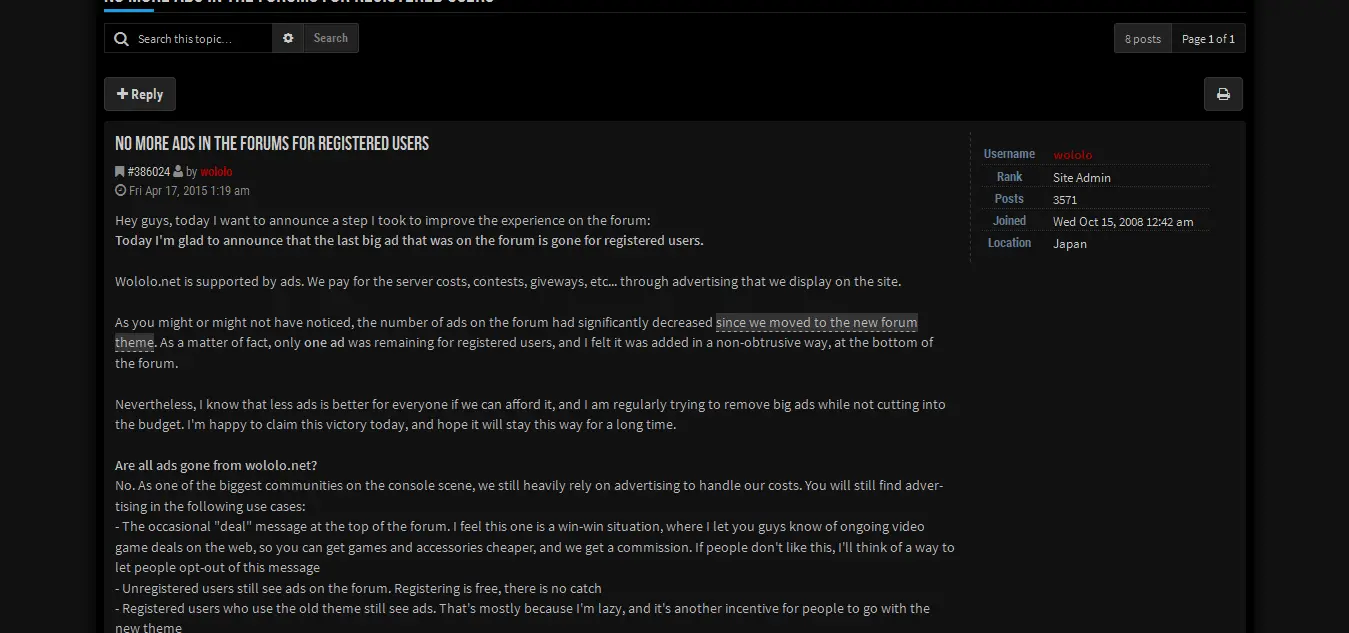 NO MORE ADS IN THE FORUMS FOR REGISTERED USERS
Search this topic...
Search
8 posts
Page 1 of 1
Reply
NO MORE ADS IN THE FORUMS FOR REGISTERED USERS
#386024 by wololo
Fri Apr 17, 2015 1:19 am
Username wololo
Rank Site Admin
Posts 3571
Joined Wed Oct 15, 2008 12:42 am
Location Japan
Hey guys, today I want to announce a step I took to improve the experience on the forum:
Today I'm glad to announce that the last big ad that was on the forum is gone for registered users.
Wololo.net is supported by ads. We pay for the server costs, contests, giveways, etc... through advertising that we display on the site.
As you might or might not have noticed, the number of ads on the forum had significantly decreased since we moved to the new forum
theme. As a matter of fact, only one ad was remaining for registered users, and I felt it was added in a non-obtrusive way, at the bottom of
the forum.
Nevertheless, I know that less ads is better for everyone if we can afford it, and I am regularly trying to remove big ads while not cutting into
the budget. I'm happy to claim this victory today, and hope it will stay this way for a long time.
Are all ads gone from wololo.net?
No. As one of the biggest communities on the console scene, we still heavily rely on advertising to handle our costs. You will still find adver-
tising in the following use cases:
- The occasional "deal" message at the top of the forum. I feel this one is a win-win situation, where I let you guys know of ongoing video
game deals on the web, so you can get games and accessories cheaper, and we get a commission. If people don't like this, I'll think of a way to
let people opt-out of this message
- Unregistered users still see ads on the forum. Registering is free, there is no catch
- Registered users who use the old theme still see ads. That's mostly because I'm lazy, and it's another incentive for people to go with the
new theme